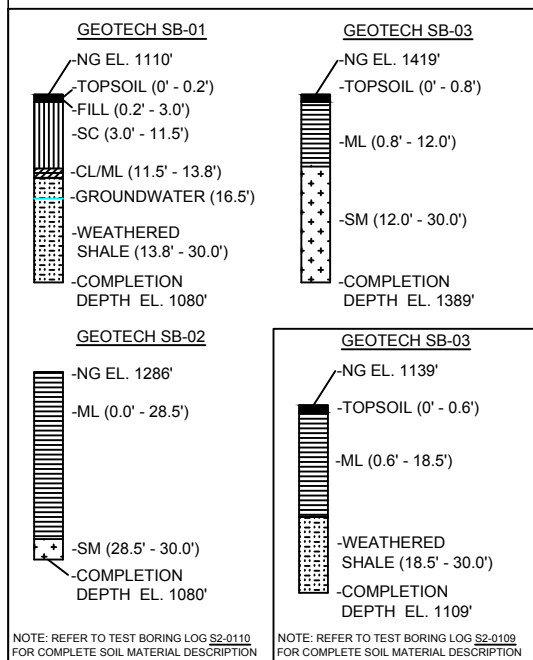 GEOTECH SB-01
NG EL. 1110'
-TOPSOIL (0' - 0.2')
-FILL (0.2' - 3.0')
-SC (3.0' - 11.5')
-CL/ML (11.5' - 13.8')
-GROUNDWATER (16.5')
-WEATHERED
SHALE (13.8' - 30.0')
-COMPLETION
DEPTH EL. 1080'
GEOTECH SB-03
-NG EL. 1419'
-TOPSOIL (0' - 0.8')
-ML (0.8' - 12.0')
-SM (12.0' - 30.0')
-COMPLETION
DEPTH EL. 1389'
GEOTECH SB-02
-NG EL. 1286'
-ML (0.0' - 28.5')
-SM (28.5' - 30.0')
-COMPLETION
DEPTH EL. 1080'
NOTE: REFER TO TEST BORING LOG S2-0110
FOR COMPLETE SOIL MATERIAL DESCRIPTION
GEOTECH SB-03
-NG EL. 1139'
-TOPSOIL (0' - 0.6')
-ML (0.6' - 18.5')
-WEATHERED
SHALE (18.5' - 30.0')
-COMPLETION
DEPTH EL. 1109'
NOTE: REFER TO TEST BORING LOG S2-0109
FOR COMPLETE SOIL MATERIAL DESCRIPTION